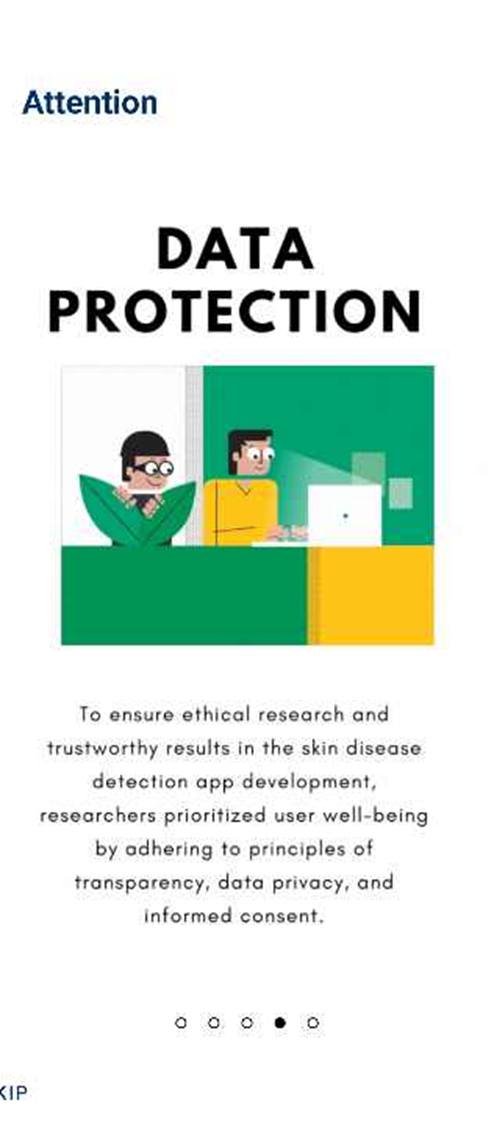 Attention
DATA
PROTECTION
To ensure ethical research and
trustworthy results in the skin disease
detection app development,
researchers prioritized user well-being
by adhering to principles of
transparency, data privacy, and
informed consent.
KIP